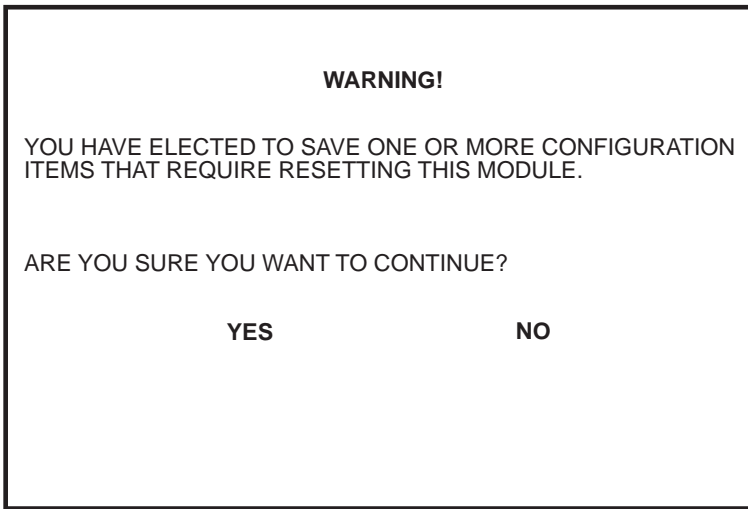 WARNING!
YOU HAVE ELECTED TO SAVE ONE OR MORE CONFIGURATION
ITEMS THAT REQUIRE RESETTING THIS MODULE.
ARE YOU SURE YOU WANT TO CONTINUE?
YES NO